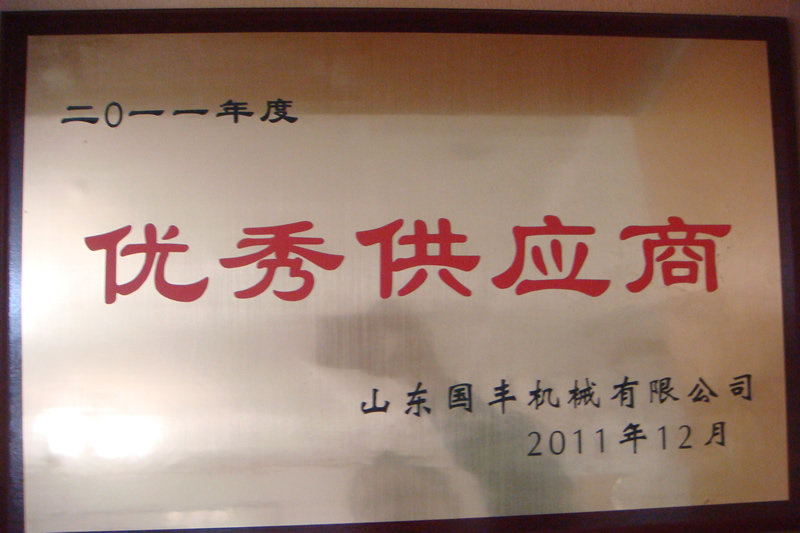 二〇一一年度
优秀供应商
山东国丰机械有限公司
2011年12月